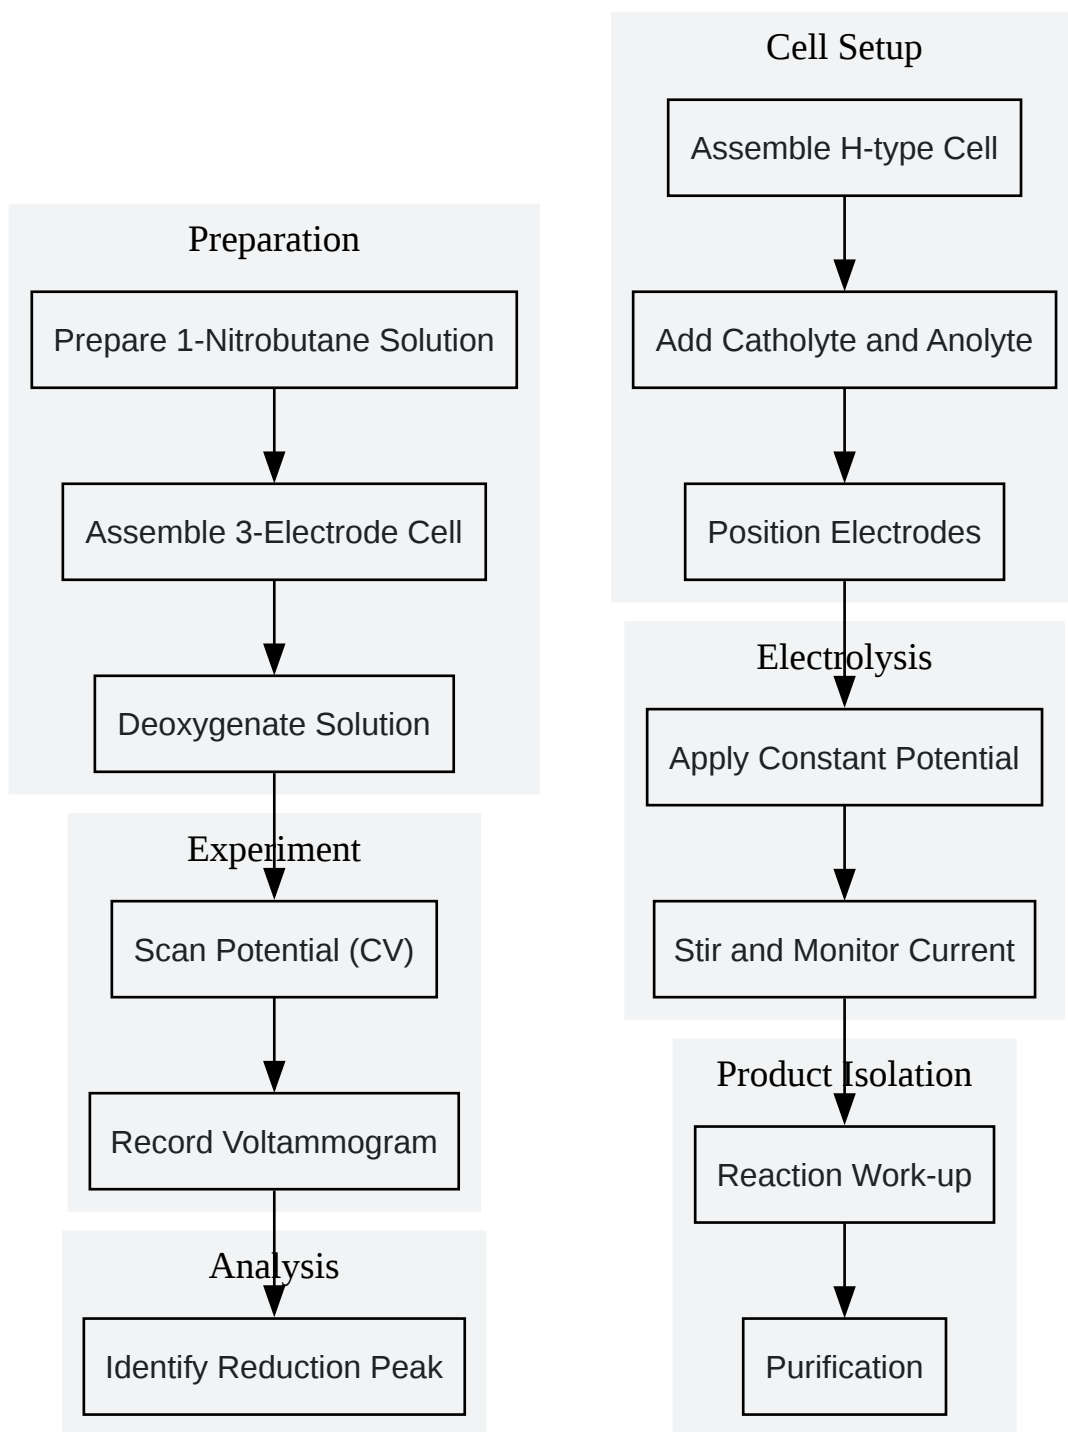 Preparation
Prepare 1-Nitrobutane Solution
Assemble 3-Electrode Cell
Deoxygenate Solution
Experiment
Scan Potential (CV)
Record Voltammogram
Analysis
Identify Reduction Peak
Cell Setup
Assemble H-type Cell
Add Catholyte and Anolyte
Position Electrodes
Electrolysis
Apply Constant Potential
Stir and Monitor Current
Product Isolation
Reaction Work-up
Purification